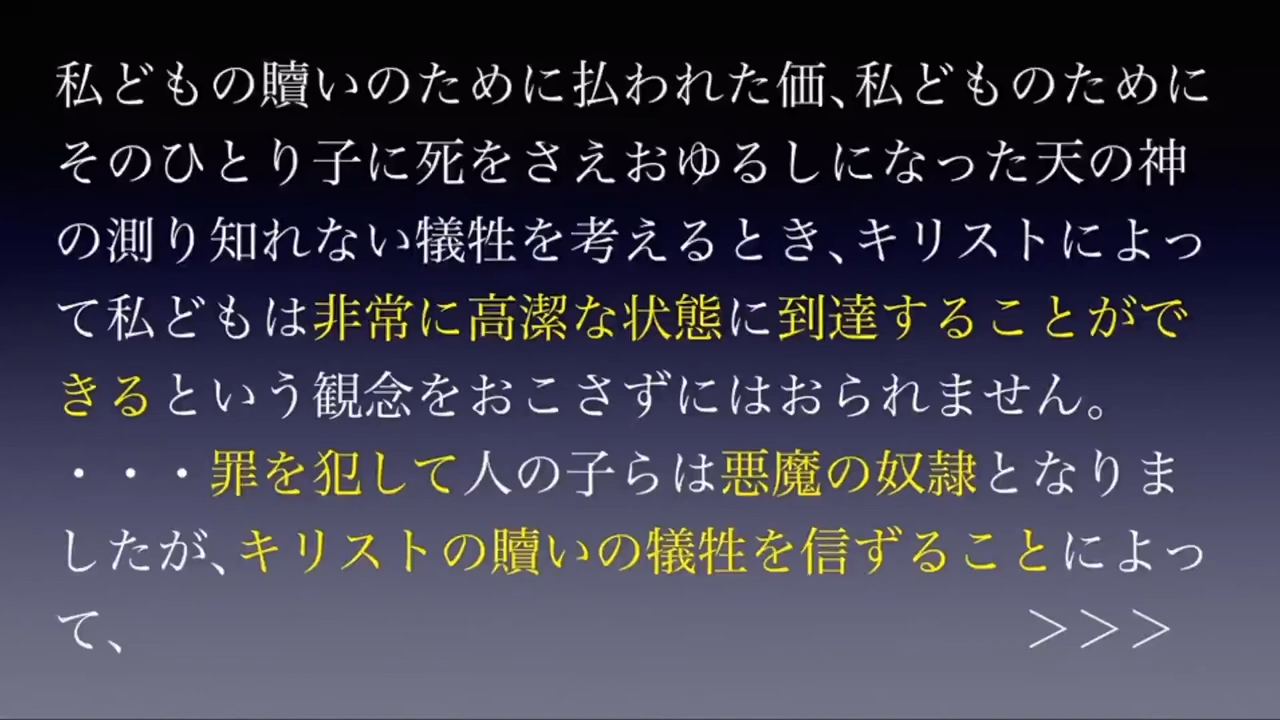 私どもの贖いのために払われた価、私どものために
そのひとり子に死をさえおゆるしになった天の神
の測り知れない犠牲を考えるとき、キリストによっ
て私どもは非常に高潔な状態に到達することがで
きるという観念をおこさずにはおられません。
・・・罪を犯して人の子らは悪魔の奴隷となりま
したが、キリストの贖いの犠牲を信ずることによっ
て、 ＞＞＞